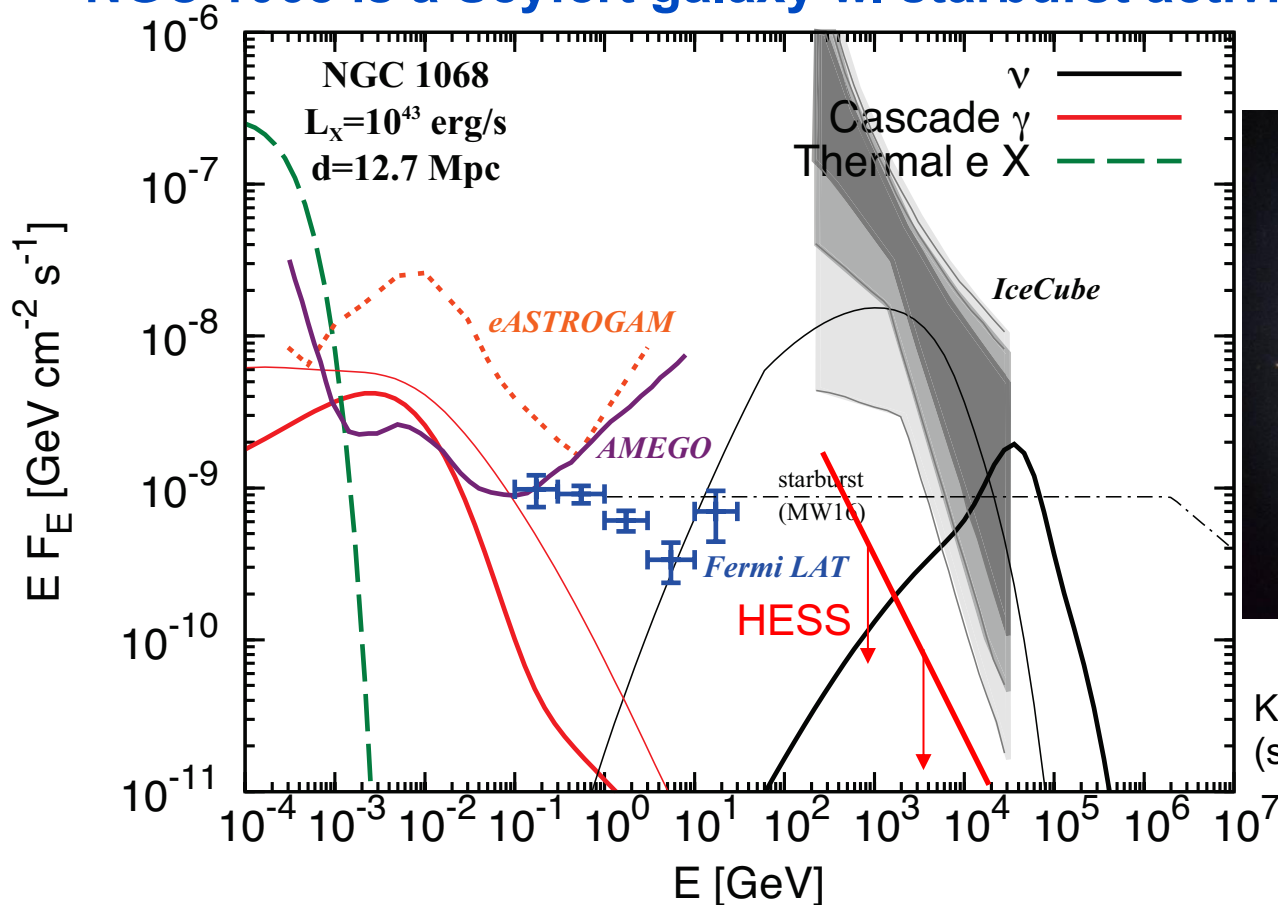 NGC 1068
L_X=10^43 erg/s
d=12.7 Mpc
ν
Cascade γ
Thermal e X
IceCube
eASTROGAM
AMEGO
starburst
(MW16)
Fermi LAT
HESS
K
(s
E F_E [GeV cm^-2 s^-1]
10^-6
10^-7
10^-8
10^-9
10^-10
10^-11
10^-4 10^-3 10^-2 10^-1 10^0 10^1 10^2 10^3 10^4 10^5 10^6 10^7
E [GeV]